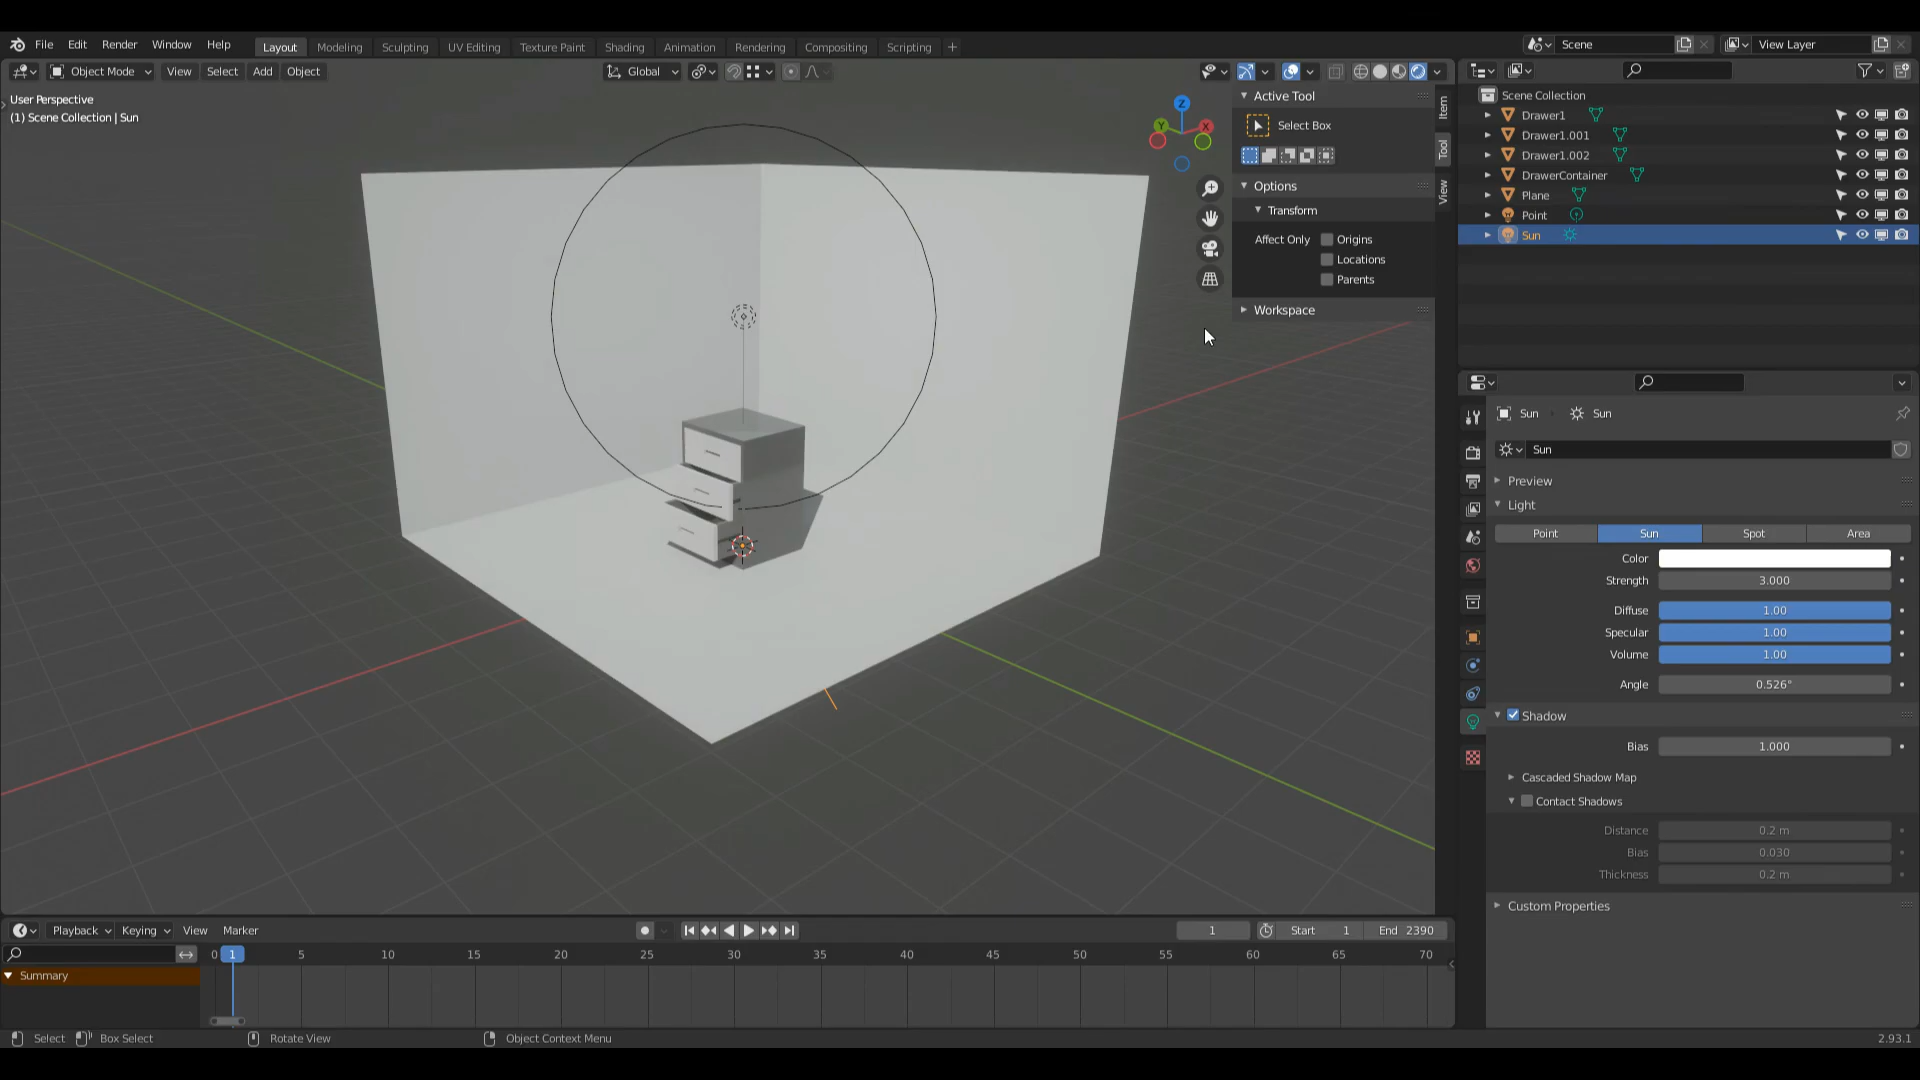 File Edit Render Window Help Layout Modeling Sculpting UV Editing Texture Paint Shading Animation Rendering Compositing Scripting + Scene View Layer
Object Mode View Select Add Object Global
User Perspective
(1) Scene Collection | Sun
Z
Y X
Active Tool
Select Box
Options
Transform
Affect Only Origins
Locations
Parents
Workspace
Item
Tool
View
Scene Collection
Drawer1
Drawer1.001
Drawer1.002
DrawerContainer
Plane
Point
Sun
Sun Sun
Sun
Preview
Light
Point Sun Spot Area
Color
Strength 3.000
Diffuse 1.00
Specular 1.00
Volume 1.00
Angle 0.526°
Shadow
Bias 1.000
Cascaded Shadow Map
Contact Shadows
Distance 0.2 m
Bias 0.030
Thickness 0.2 m
Custom Properties
Playback Keying View Marker 1 Start 1 End 2390
0 1 5 10 15 20 25 30 35 40 45 50 55 60 65 70
Summary
Select Box Select Rotate View Object Context Menu 2.93.1